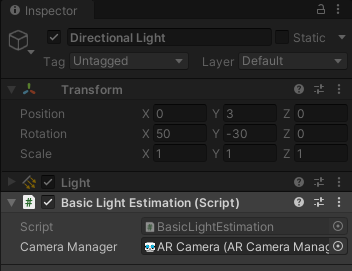 Inspector
Directional Light Static
Tag Untagged Layer Default
Transform
Position X 0 Y 3 Z 0
Rotation X 50 Y -30 Z 0
Scale X 1 Y 1 Z 1
Light
# Basic Light Estimation (Script)
Script # BasicLightEstimation
Camera Manager AR Camera (AR Camera Manag